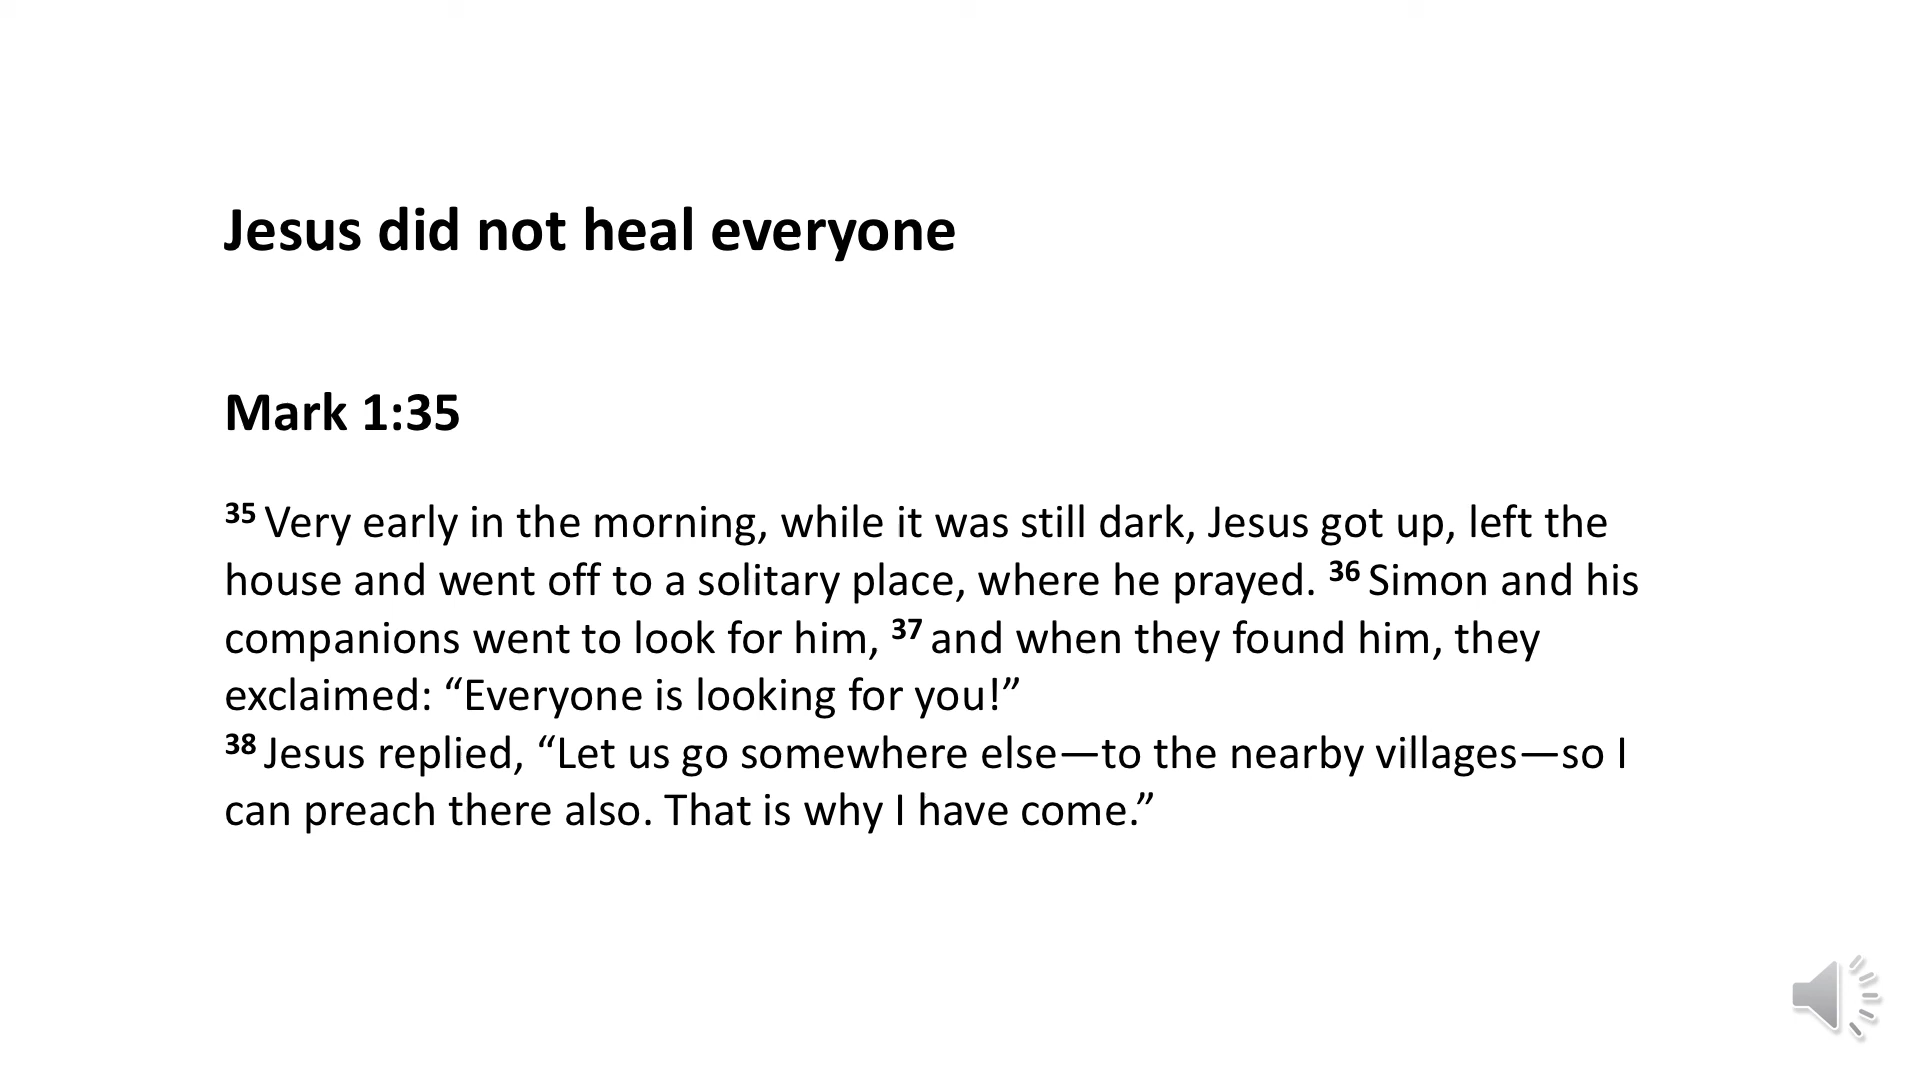 Jesus did not heal everyone
Mark 1:35
35 Very early in the morning, while it was still dark, Jesus got up, left the
house and went off to a solitary place, where he prayed. 36 Simon and his
companions went to look for him, 37 and when they found him, they
exclaimed: “Everyone is looking for you!”
38 Jesus replied, “Let us go somewhere else—to the nearby villages—so I
can preach there also. That is why I have come.”